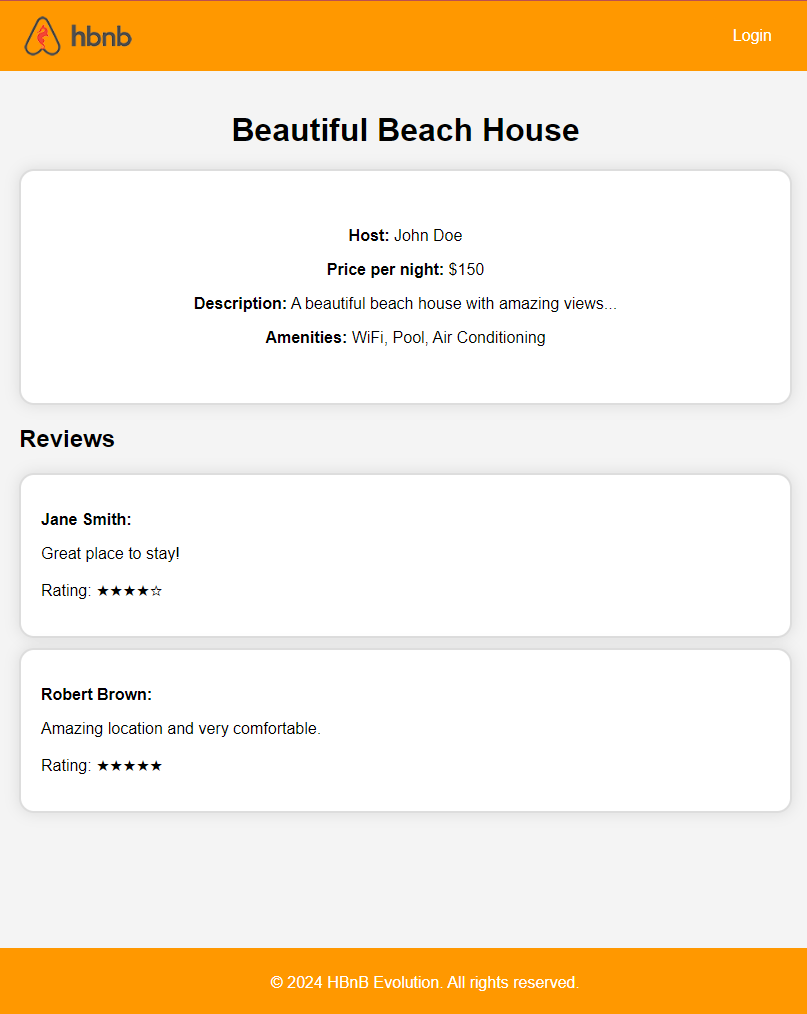 hbnb
Login
Beautiful Beach House
Host: John Doe
Price per night: $150
Description: A beautiful beach house with amazing views...
Amenities: WiFi, Pool, Air Conditioning
Reviews
Jane Smith:
Great place to stay!
Rating: ★★★★☆
Robert Brown:
Amazing location and very comfortable.
Rating: ★★★★★
© 2024 HBnB Evolution. All rights reserved.